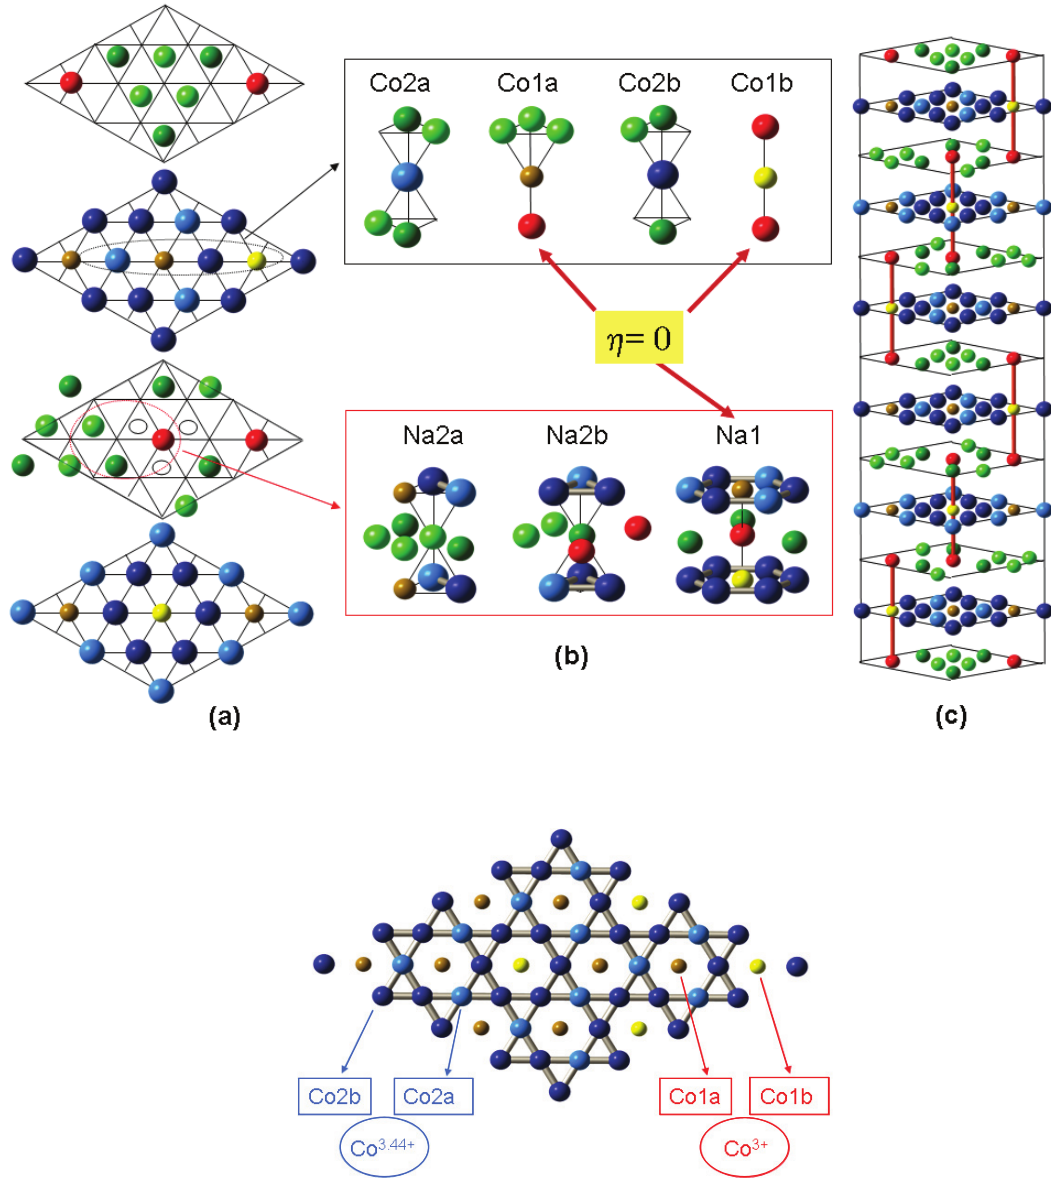 Co2a Co1a Co2b Co1b
η= 0
Na2a Na2b Na1
(a)
(b)
(c)
Co2b Co2a Co1a Co1b
Co3.44+ Co3+